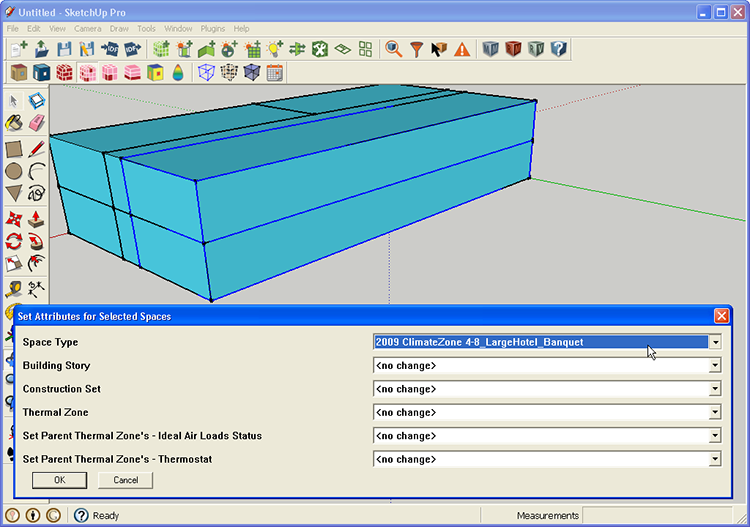 Untitled - SketchUp Pro
File Edit View Camera Draw Tools Window Plugins Help
IDF IDF
Set Attributes for Selected Spaces
Space Type 2009 ClimateZone 4-8_LargeHotel_Banquet
Building Story <no change>
Construction Set <no change>
Thermal Zone <no change>
Set Parent Thermal Zone's - Ideal Air Loads Status <no change>
Set Parent Thermal Zone's - Thermostat <no change>
OK Cancel
Ready Measurements